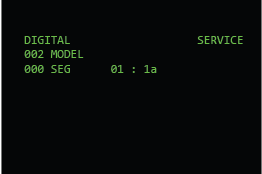 DIGITAL SERVICE
002 MODEL
000 SEG 01 : 1a